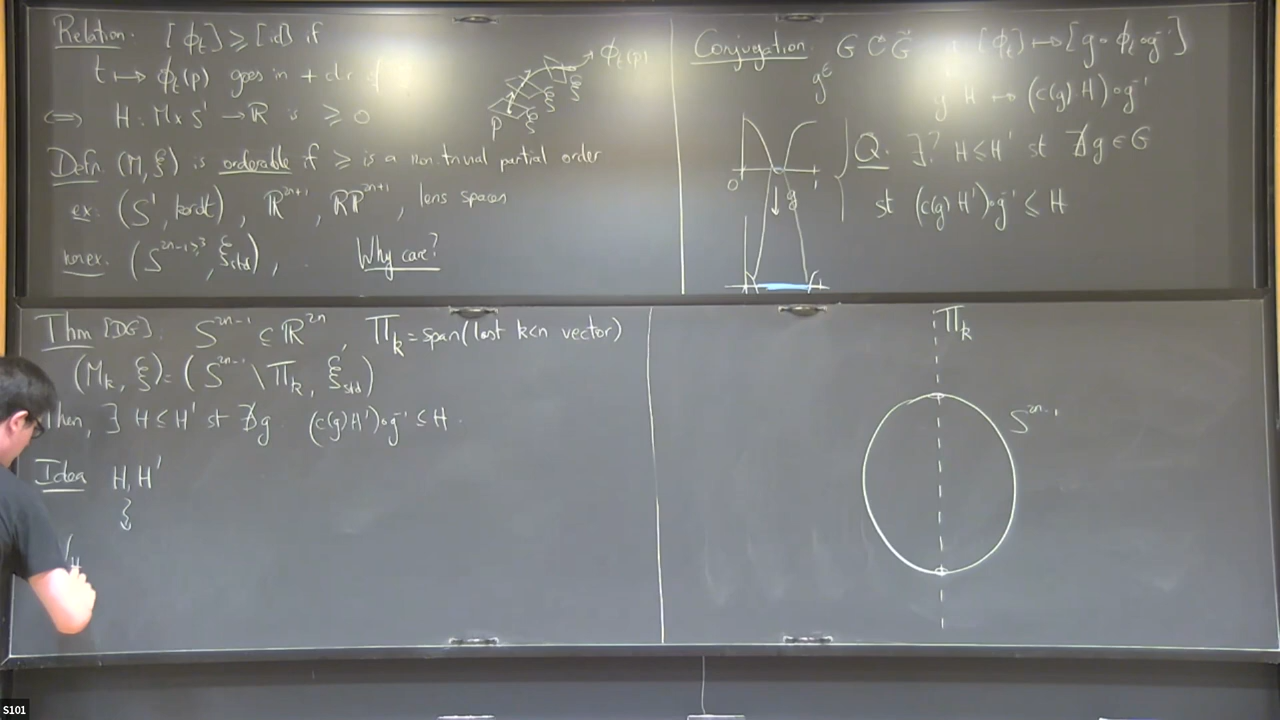 Relation. [ϕ_t] ≥ [id] if
t ↦ ϕ_t(p) goes in + dir of
⟺ H: M×S¹ → ℝ is ≥ 0
p ξ ξ ξ ϕ_t(p)
Defn (M, ξ) is orderable if ≥ is a non.trivial partial order
ex: (S¹, ker dt), ℝ^{2n+1}, ℝP^{2n+1}, lens spaces
nonex. (S^{2n-1≥3}, ξ_std), . Why care?
Conjugation. G ↻ G̃ [ϕ_t] ↦ [g∘ϕ_t∘g⁻¹]
g∈ H ↦ (c(g)·H)∘g⁻¹
0 1 g
Q. ∃? H ≤ H' st ∄ g ∈ G
st (c(g)·H')∘g⁻¹ ≤ H
Thm [DG]. S^{2n-1} ⊆ ℝ^{2n}, Π_k = span(last k<n vector)
(M_k, ξ) = (S^{2n-1} \ Π_k, ξ_std)
Then, ∃ H ≤ H' st ∄ g (c(g)·H')∘g⁻¹ ≤ H.
Idea H, H'
H
Π_k
S^{2n-1}
S101